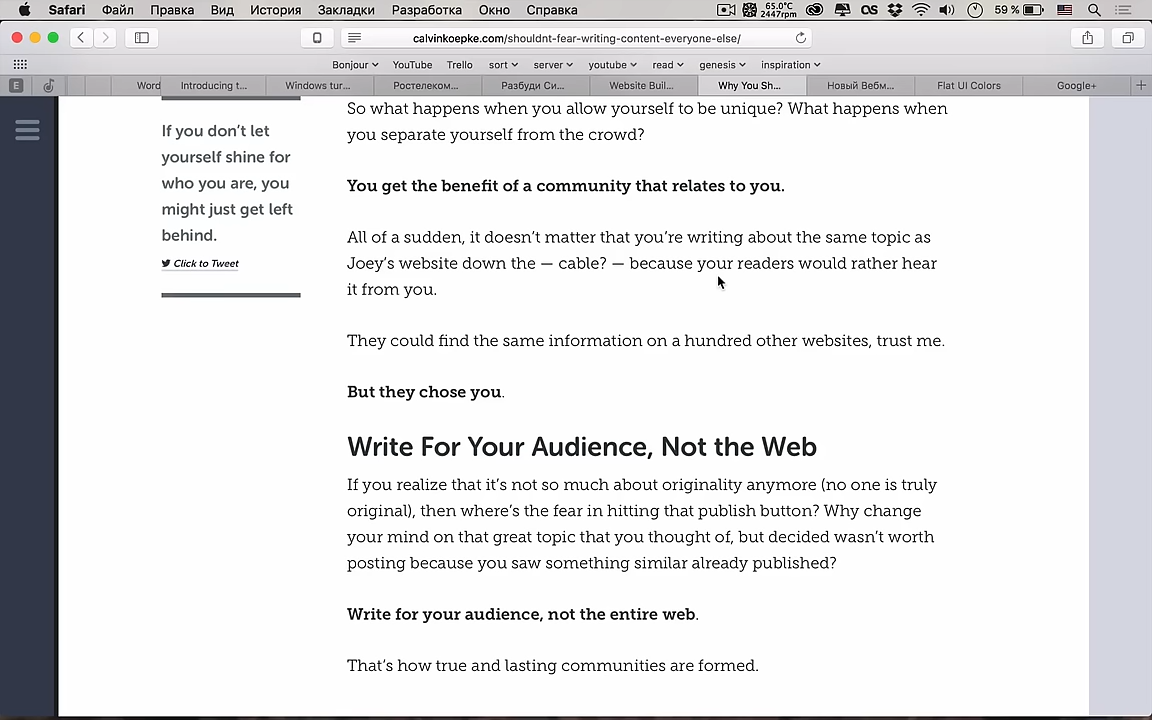 Safari Файл Правка Вид История Закладки Разработка Окно Справка 65.0°C 2447rpm 59 %
calvinkoepke.com/shouldnt-fear-writing-content-everyone-else/
Bonjour YouTube Trello sort server youtube read genesis inspiration
E Word Introducing t... Windows tur... Ростелеком... Разбуди Си... Website Buil... Why You Sh... Новый Вебм... Flat UI Colors Google+
If you don't let
yourself shine for
who you are, you
might just get left
behind.
Click to Tweet
So what happens when you allow yourself to be unique? What happens when
you separate yourself from the crowd?
You get the benefit of a community that relates to you.
All of a sudden, it doesn't matter that you're writing about the same topic as
Joey's website down the — cable? — because your readers would rather hear
it from you.
They could find the same information on a hundred other websites, trust me.
But they chose you.
Write For Your Audience, Not the Web
If you realize that it's not so much about originality anymore (no one is truly
original), then where's the fear in hitting that publish button? Why change
your mind on that great topic that you thought of, but decided wasn't worth
posting because you saw something similar already published?
Write for your audience, not the entire web.
That's how true and lasting communities are formed.